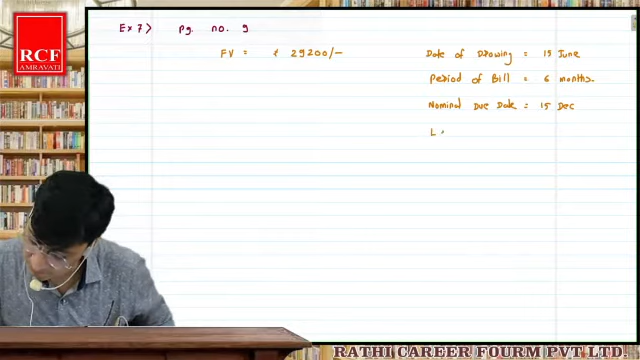 Ex 7) pg. no. 9
FV = ₹ 29200/-
Date of Drowing = 15 June
Period of Bill = 6 months.
Nominal Due Date = 15 Dec
L
RCF
AMRAVATI
RATHI CAREER FOURM PVT LTD.